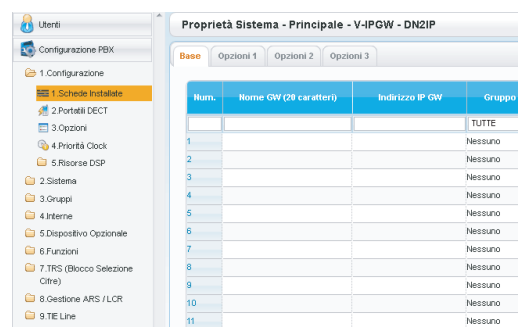 Utenti
Configurazione PBX
1.Configurazione
1.Schede Installate
2.Portatili DECT
3.Opzioni
4.Priorità Clock
5.Risorse DSP
2.Sistema
3.Gruppi
4.Interne
5.Dispositivo Opzionale
6.Funzioni
7.TRS (Blocco Selezione
Cifre)
8.Gestione ARS / LCR
9.TIE Line
Proprietà Sistema - Principale - V-IPGW - DN2IP
Base Opzioni 1 Opzioni 2 Opzioni 3
Num. Nome GW (20 caratteri) Indirizzo IP GW Gruppo
TUTTE
1 Nessuno
2 Nessuno
3 Nessuno
4 Nessuno
5 Nessuno
6 Nessuno
7 Nessuno
8 Nessuno
9 Nessuno
10 Nessuno
11 Nessuno